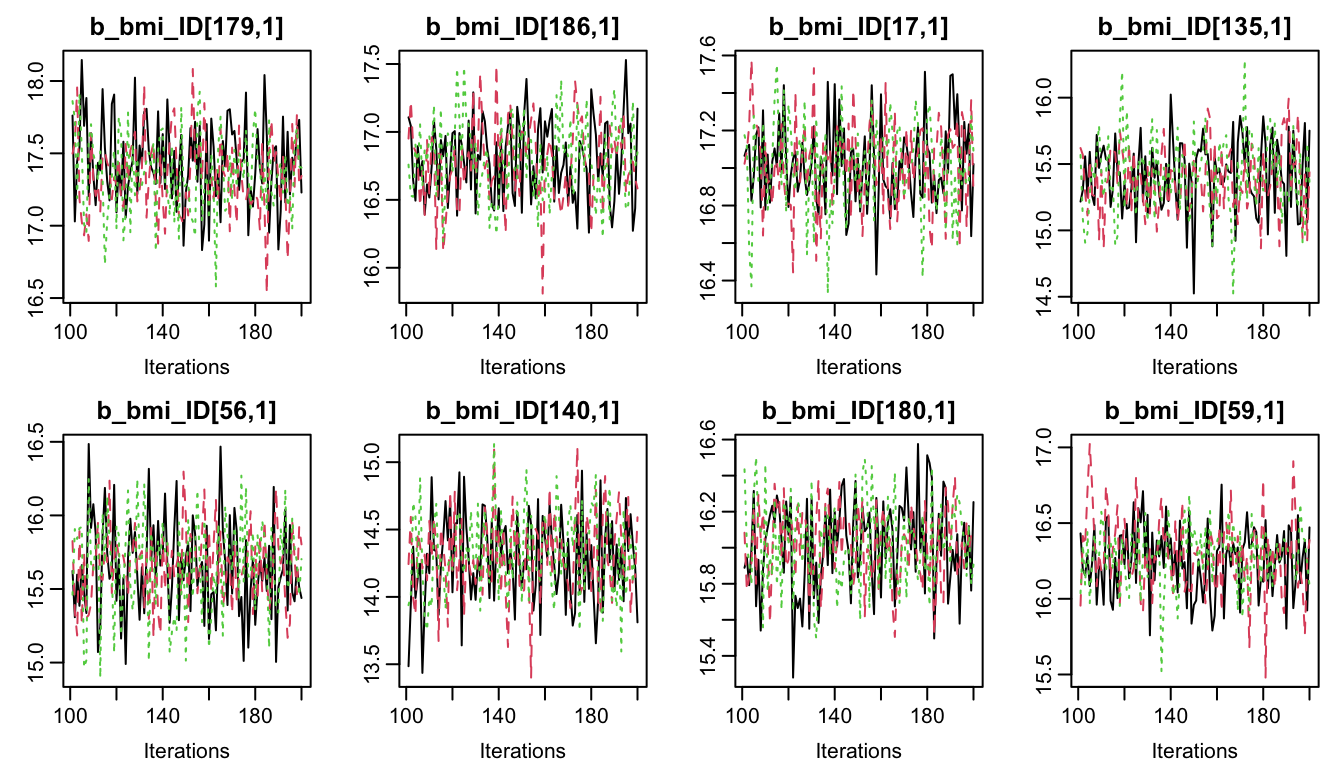 b_bmi_ID[179,1] b_bmi_ID[186,1] b_bmi_ID[17,1] b_bmi_ID[135,1]
18.0
17.5
17.0
16.5
100 140 180
Iterations
17.5
17.0
16.5
16.0
100 140 180
Iterations
17.6
17.2
16.8
16.4
100 140 180
Iterations
16.0
15.5
15.0
14.5
100 140 180
Iterations
b_bmi_ID[56,1] b_bmi_ID[140,1] b_bmi_ID[180,1] b_bmi_ID[59,1]
16.5
16.0
15.5
15.0
100 140 180
Iterations
15.0
14.5
14.0
13.5
100 140 180
Iterations
16.6
16.2
15.8
15.4
100 140 180
Iterations
17.0
16.5
16.0
15.5
100 140 180
Iterations